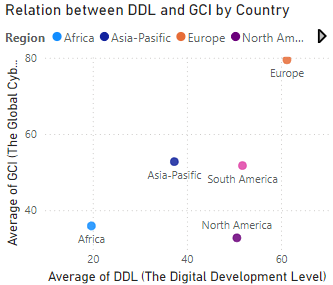 Relation between DDL and GCI by Country
Region Africa Asia-Pasific Europe North Am...
Average of GCI (The Global Cyb...
80
60
40
Europe
Asia-Pasific
South America
North America
Africa
20 40 60
Average of DDL (The Digital Development Level)